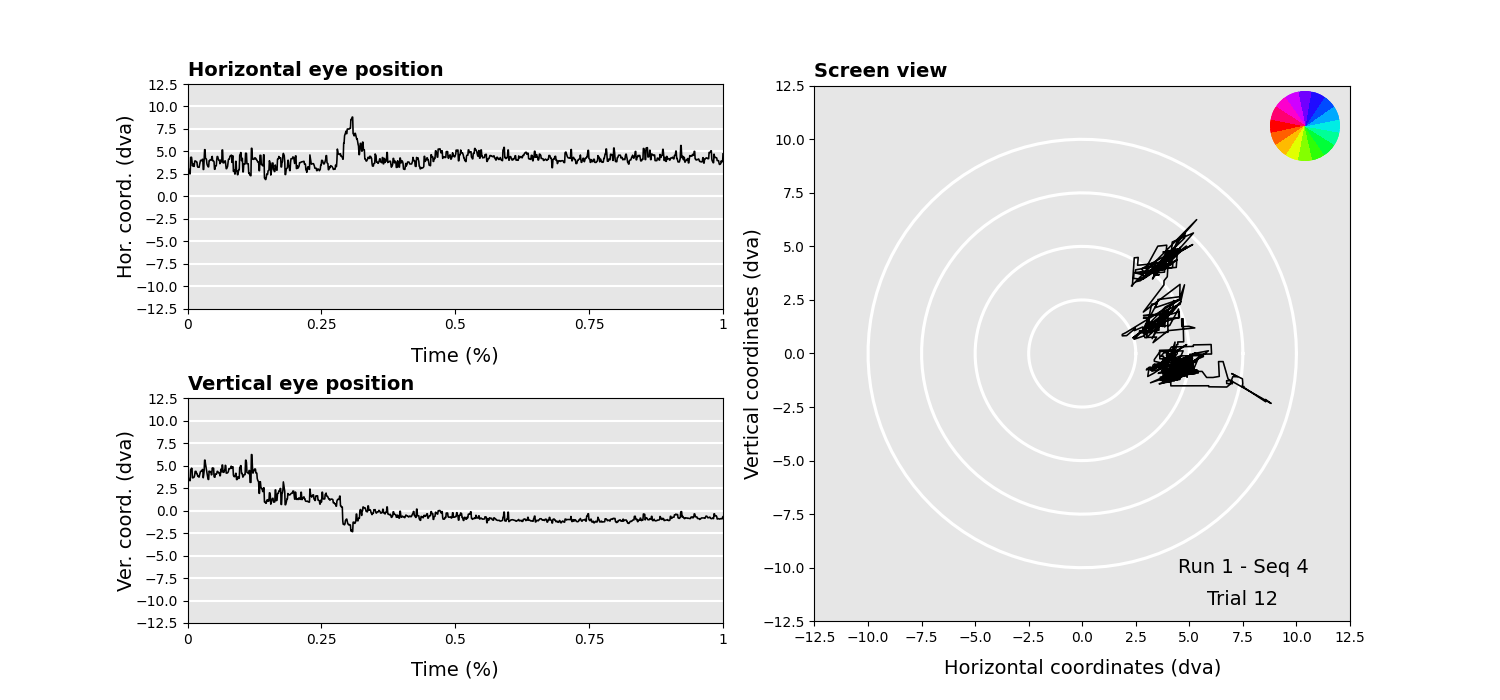 Horizontal eye position
12.5
10.0
7.5
5.0
2.5
0.0
−2.5
−5.0
−7.5
−10.0
−12.5
Hor. coord. (dva)
0 0.25 0.5 0.75 1
Time (%)
Vertical eye position
12.5
10.0
7.5
5.0
2.5
0.0
−2.5
−5.0
−7.5
−10.0
−12.5
Ver. coord. (dva)
0 0.25 0.5 0.75 1
Time (%)
Screen view
12.5
10.0
7.5
5.0
2.5
0.0
−2.5
−5.0
−7.5
−10.0
−12.5
Vertical coordinates (dva)
Run 1 - Seq 4
Trial 12
−12.5 −10.0 −7.5 −5.0 −2.5 0.0 2.5 5.0 7.5 10.0 12.5
Horizontal coordinates (dva)